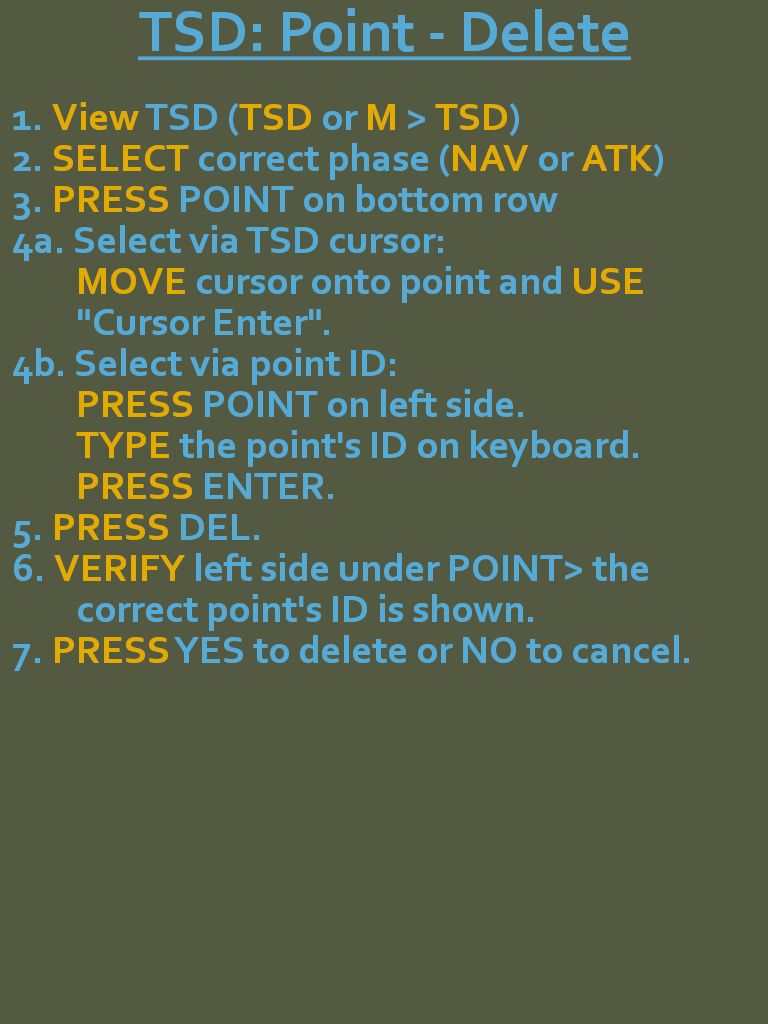 TSD: Point - Delete
1. View TSD (TSD or M > TSD)
2. SELECT correct phase (NAV or ATK)
3. PRESS POINT on bottom row
4a. Select via TSD cursor:
MOVE cursor onto point and USE
"Cursor Enter".
4b. Select via point ID:
PRESS POINT on left side.
TYPE the point's ID on keyboard.
PRESS ENTER.
5. PRESS DEL.
6. VERIFY left side under POINT> the
correct point's ID is shown.
7. PRESS YES to delete or NO to cancel.